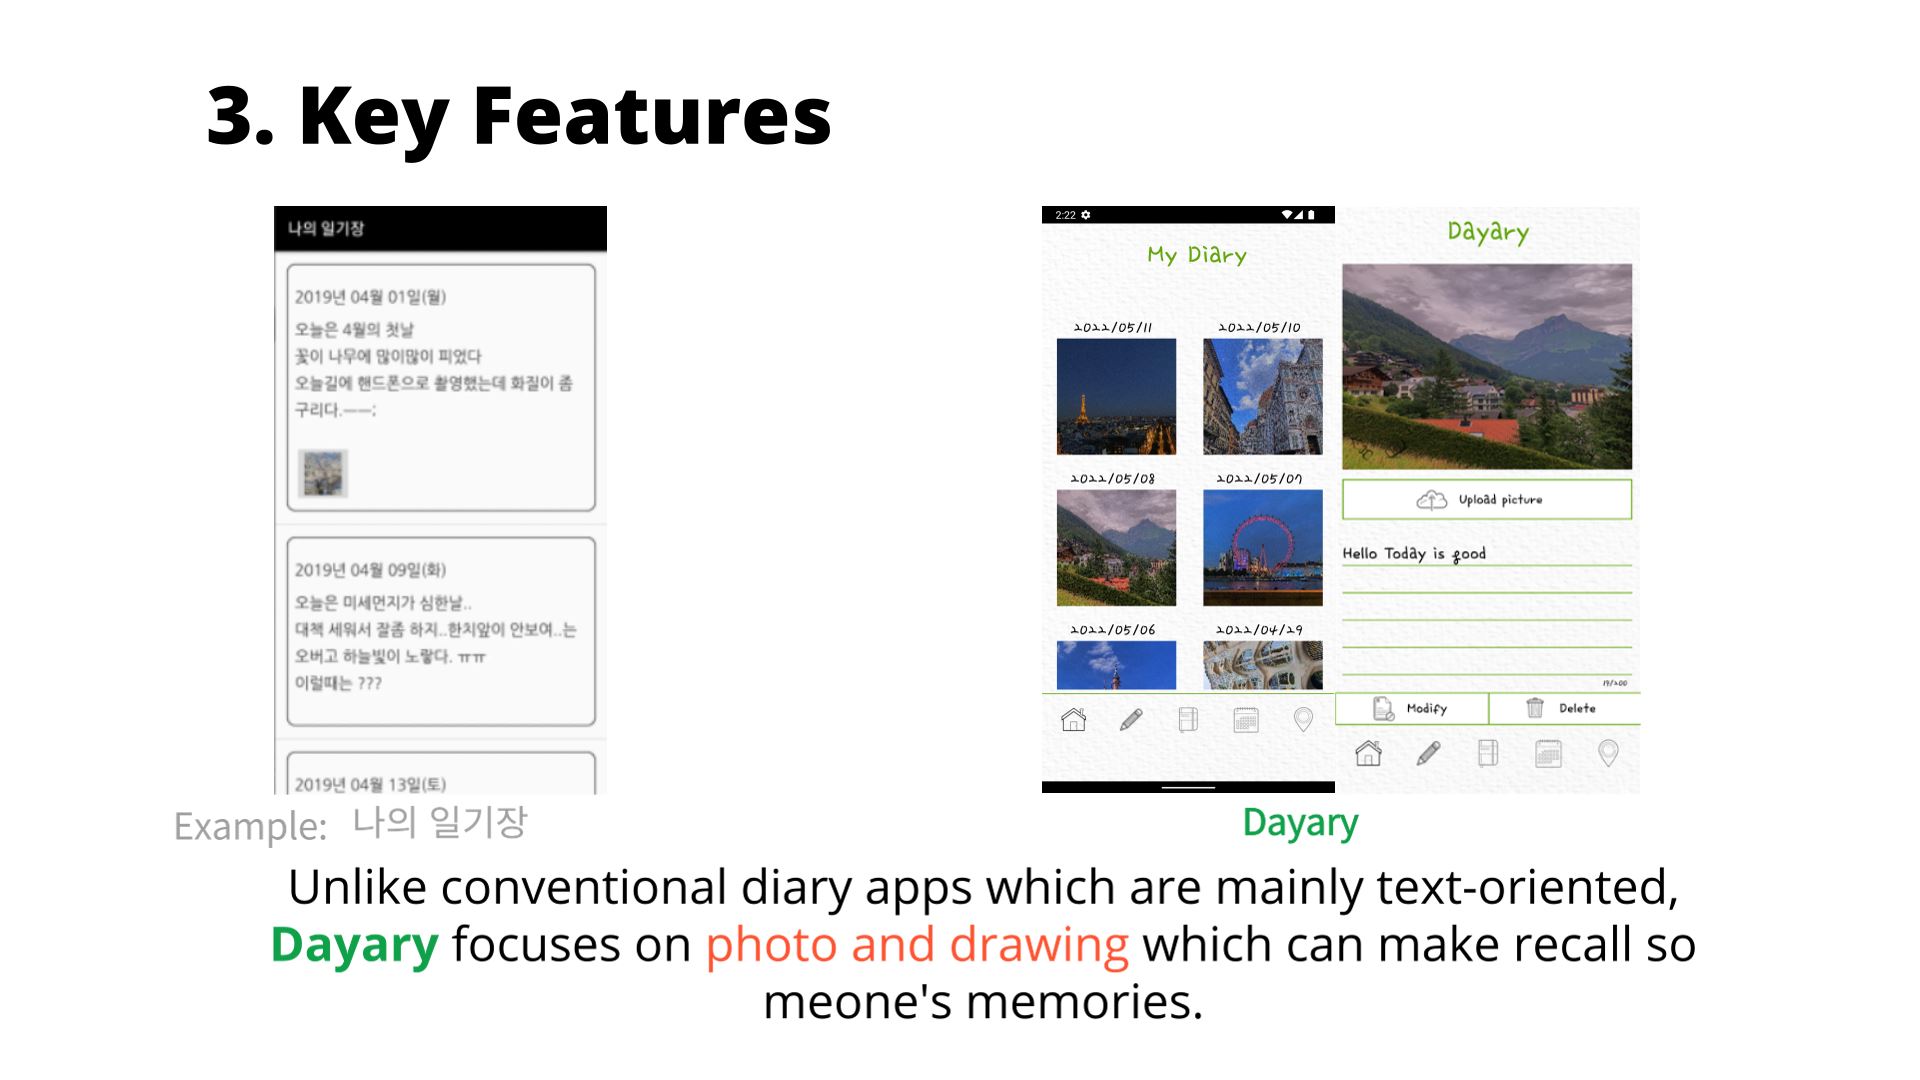 3. Key Features
나의 일기장
2019년 04월 01일(월)
오늘은 4월의 첫날
꽃이 나무에 많이많이 피었다
오늘길에 핸드폰으로 촬영했는데 화질이 좀
구리다.ㅡㅡ;
2019년 04월 09일(화)
오늘은 미세먼지가 심한날..
대책 세워서 잘좀 하지..한치앞이 안보여..는
오버고 하늘빛이 노랗다. ㅠㅠ
이럴때는 ???
2019년 04월 13일(토)
Example: 나의 일기장
2:22
My Diary
2022/05/11 2022/05/10
2022/05/08 2022/05/07
2022/05/06 2022/04/29
Dayary
Upload picture
Hello Today is good
19/200
Modify Delete
Dayary
Unlike conventional diary apps which are mainly text-oriented,
Dayary focuses on photo and drawing which can make recall so
meone's memories.